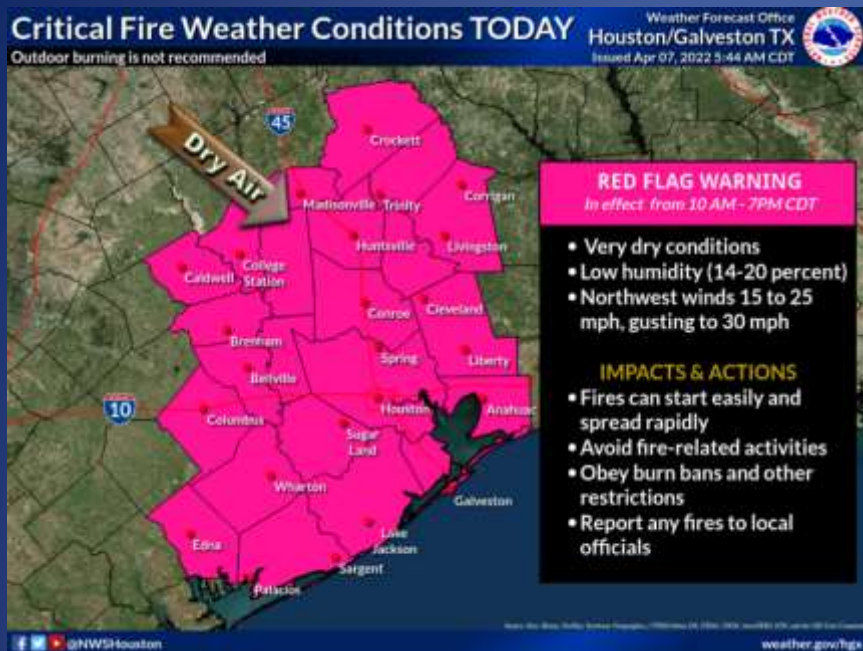 Critical Fire Weather Conditions TODAY
Outdoor burning is not recommended
Weather Forecast Office
Houston/Galveston TX
Issued Apr 07, 2022 5:44 AM CDT
45
Dry Air
Crockett
Madisonville
Trinity
Corrigan
Huntsville
Livingston
Caldwell
College
Station
Conroe
Cleveland
Brenham
Spring
Liberty
Bellville
10
Columbus
Houston
Anahuac
Sugar
Land
Wharton
Galveston
Edna
Lake
Jackson
Sargent
Palacios
RED FLAG WARNING
In effect from 10 AM - 7PM CDT
• Very dry conditions
• Low humidity (14-20 percent)
• Northwest winds 15 to 25
mph, gusting to 30 mph
IMPACTS & ACTIONS
• Fires can start easily and
spread rapidly
• Avoid fire-related activities
• Obey burn bans and other
restrictions
• Report any fires to local
officials
@NWSHouston
weather.gov/hgx